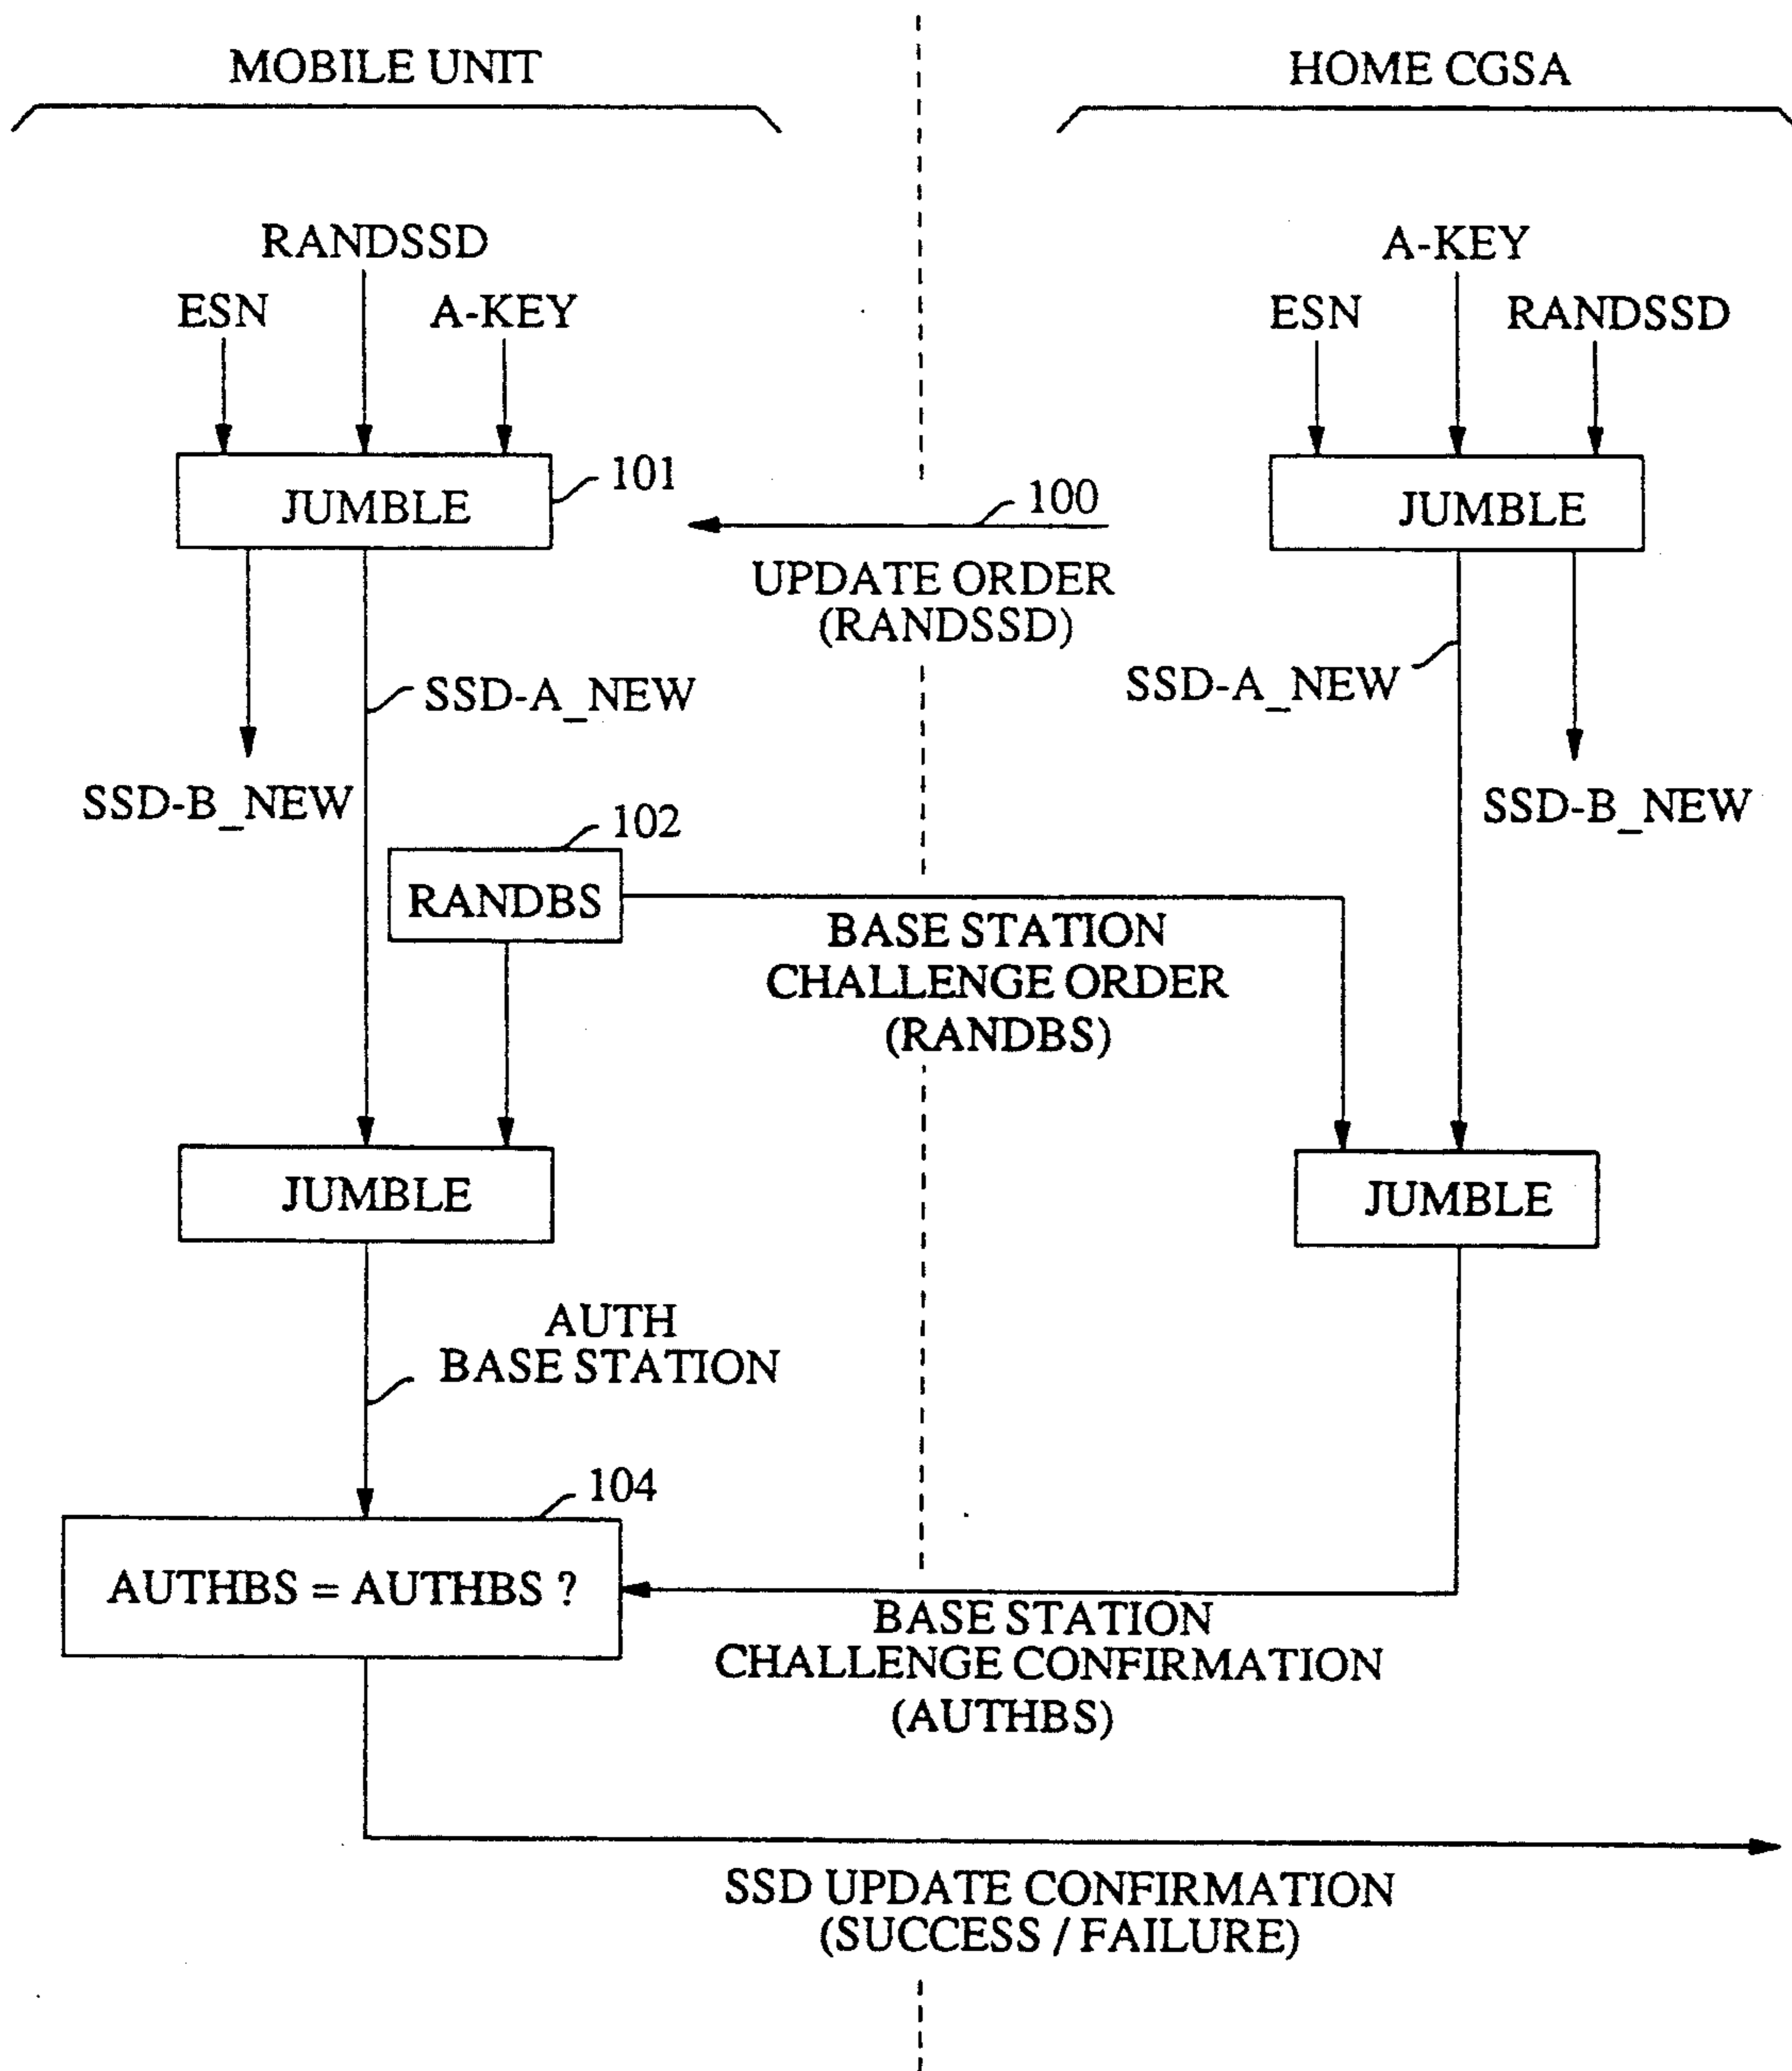 MOBILE UNIT
HOME CGSA
RANDSSD
ESN
A-KEY
A-KEY
ESN
RANDSSD
JUMBLE
101
100
UPDATE ORDER
(RANDSSD)
JUMBLE
SSD-A_NEW
SSD-B_NEW
SSD-A_NEW
SSD-B_NEW
102
RANDBS
BASE STATION
CHALLENGE ORDER
(RANDBS)
JUMBLE
JUMBLE
AUTH
BASE STATION
104
AUTHBS = AUTHBS ?
BASE STATION
CHALLENGE CONFIRMATION
(AUTHBS)
SSD UPDATE CONFIRMATION
(SUCCESS / FAILURE)